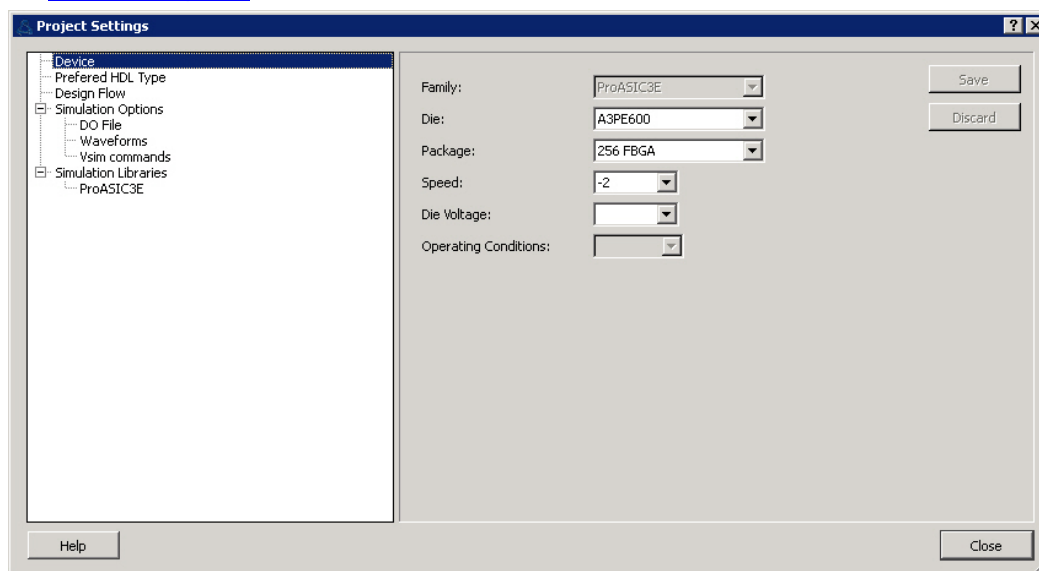 Project Settings
Device
Prefered HDL Type
Design Flow
Simulation Options
DO File
Waveforms
Vsim commands
Simulation Libraries
ProASIC3E
Family: ProASIC3E
Die: A3PE600
Package: 256 FBGA
Speed: -2
Die Voltage:
Operating Conditions:
Save
Discard
Help
Close